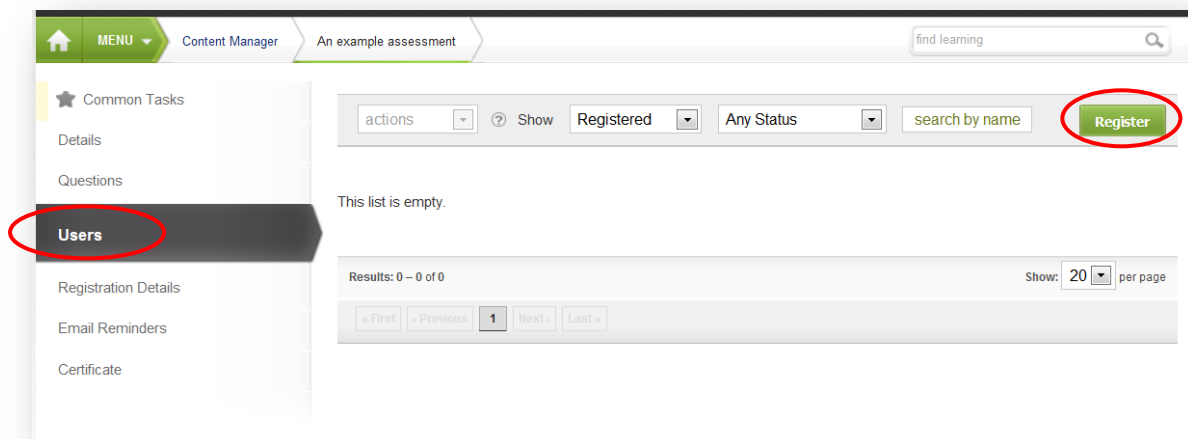 MENU Content Manager An example assessment find learning
Common Tasks
Details
Questions
Users
Registration Details
Email Reminders
Certificate
actions ? Show Registered Any Status search by name Register
This list is empty.
Results: 0 – 0 of 0 Show: 20 per page
« First ‹ Previous 1 Next › Last »